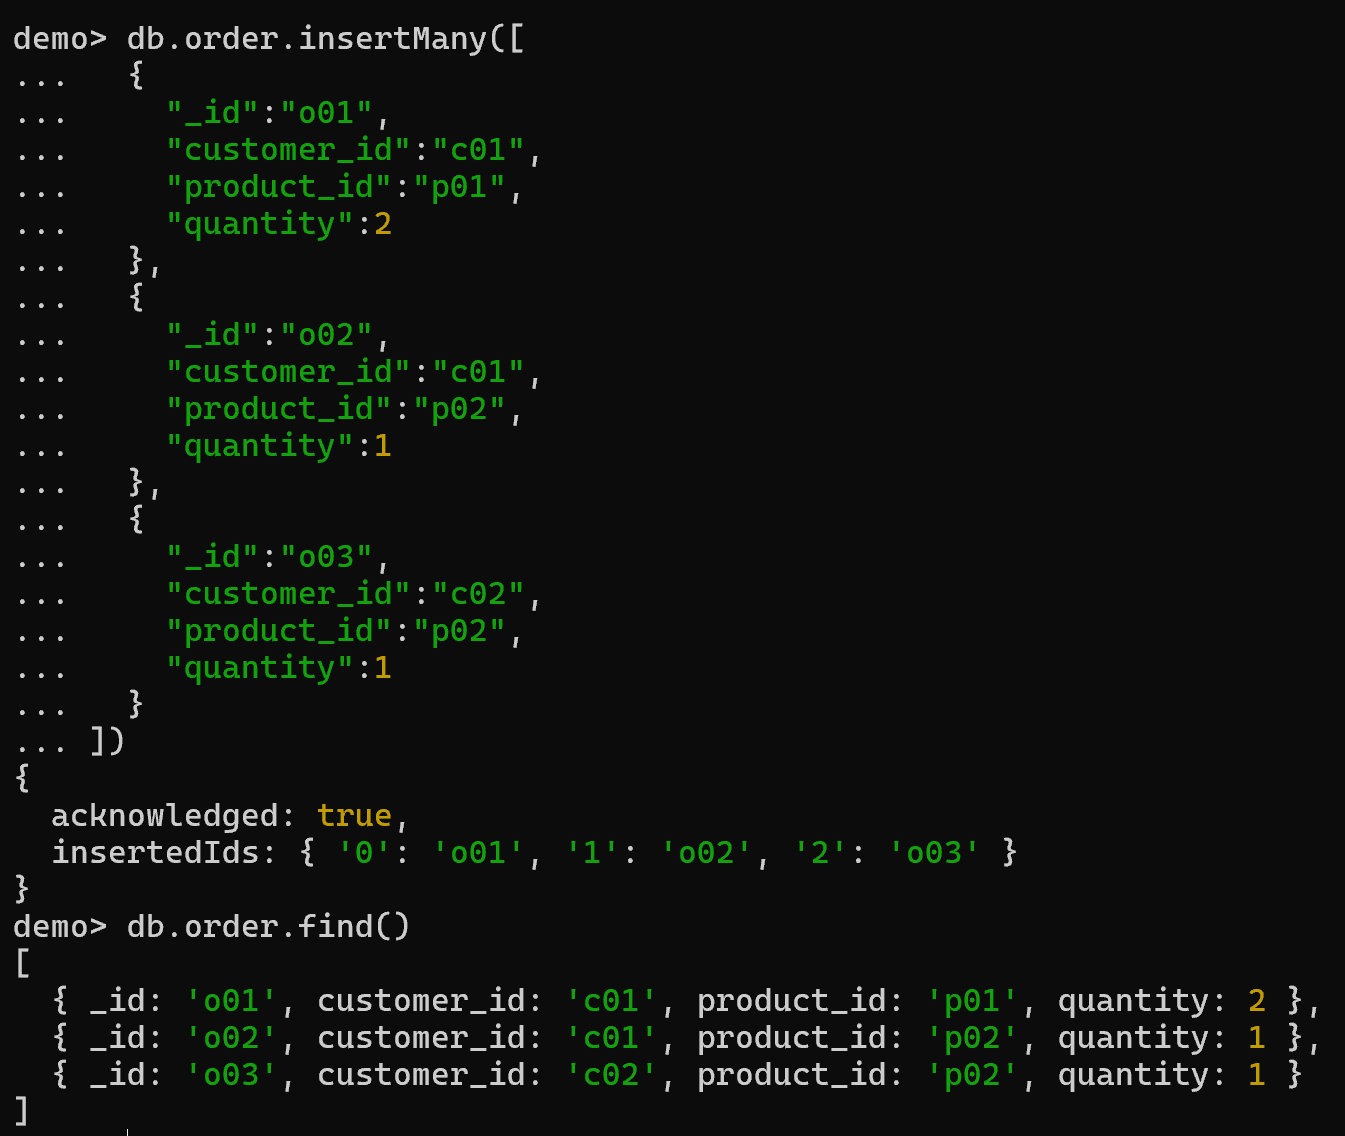 demo> db.order.insertMany([
...   {
...     "_id":"o01",
...     "customer_id":"c01",
...     "product_id":"p01",
...     "quantity":2
...   },
...   {
...     "_id":"o02",
...     "customer_id":"c01",
...     "product_id":"p02",
...     "quantity":1
...   },
...   {
...     "_id":"o03",
...     "customer_id":"c02",
...     "product_id":"p02",
...     "quantity":1
...   }
... ])
{
  acknowledged: true,
  insertedIds: { '0': 'o01', '1': 'o02', '2': 'o03' }
}
demo> db.order.find()
[
  { _id: 'o01', customer_id: 'c01', product_id: 'p01', quantity: 2 },
  { _id: 'o02', customer_id: 'c01', product_id: 'p02', quantity: 1 },
  { _id: 'o03', customer_id: 'c02', product_id: 'p02', quantity: 1 }
]